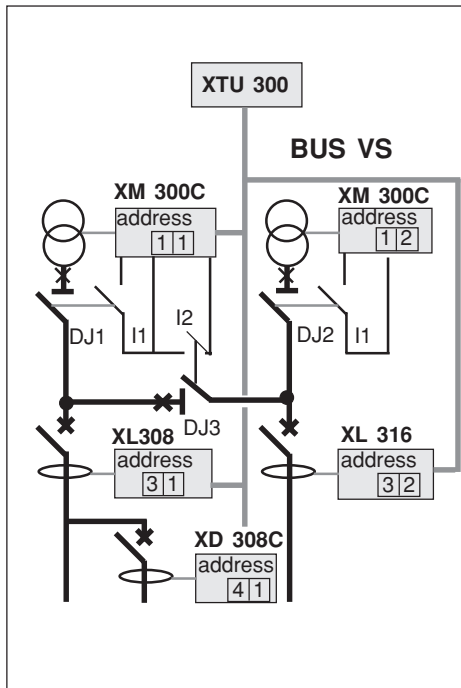 XTU 300
BUS VS
XM 300C
address
1 1
XM 300C
address
1 2
DJ1
I1
I2
DJ2
I1
DJ3
XL308
address
3 1
XL 316
address
3 2
XD 308C
address
4 1